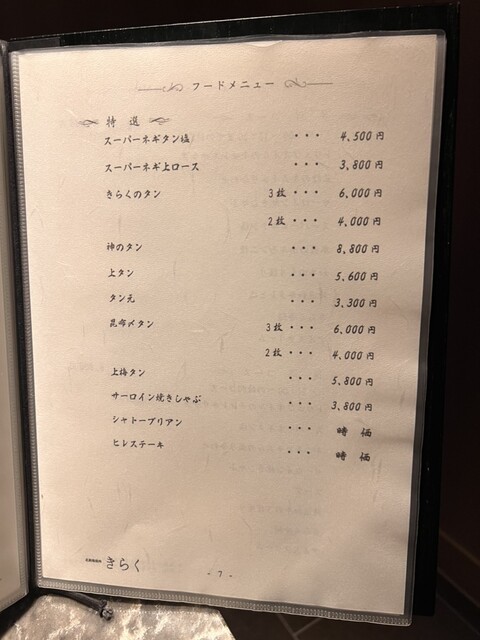 フードメニュー
特選
スーパーネギタン塩 ・・・ 4,500円
スーパーネギ上ロース ・・・ 3,800円
きらくのタン 3枚・・・ 6,000円
2枚・・・ 4,000円
神のタン ・・・ 8,800円
上タン ・・・ 5,600円
タン元 ・・・ 3,300円
昆布〆タン 3枚・・・ 6,000円
2枚・・・ 4,000円
上梅タン ・・・ 5,800円
サーロイン焼きしゃぶ ・・・ 3,800円
シャトーブリアン ・・・ 時価
ヒレステーキ ・・・ 時価
きらく
- 7 -